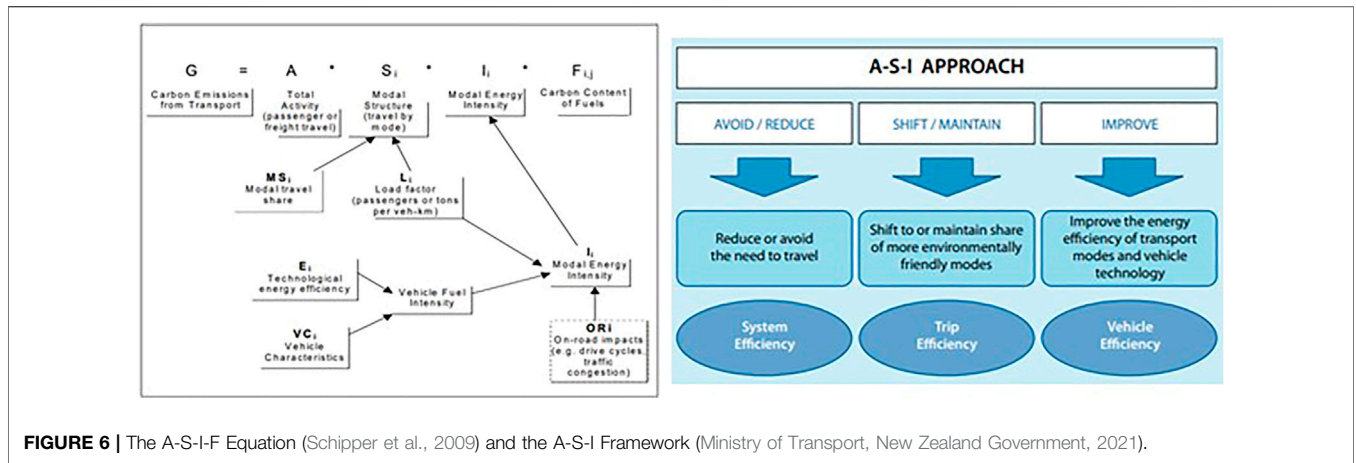 G = A * Sᵢ * Iᵢ * Fᵢ,ⱼ
Carbon Emissions
from Transport
Total
Activity
(passenger or
freight travel)
Modal
Structure
(travel by
mode)
Modal Energy
Intensity
Carbon Content
of Fuels
MSᵢ
Modal travel
share
Lᵢ
Load factor
(passengers or tons
per veh-km)
Eᵢ
Technological
energy efficiency
Vehicle Fuel
Intensity
Iᵢ
Modal Energy
Intensity
VCᵢ
Vehicle
Characteristics
ORi
On-road impacts
(e.g. drive cycles,
traffic
congestion)
A-S-I APPROACH
AVOID / REDUCE
SHIFT / MAINTAIN
IMPROVE
Reduce or avoid
the need to travel
Shift to or maintain share
of more environmentally
friendly modes
Improve the energy
efficiency of transport
modes and vehicle
technology
System
Efficiency
Trip
Efficiency
Vehicle
Efficiency
FIGURE 6 | The A-S-I-F Equation (Schipper et al., 2009) and the A-S-I Framework (Ministry of Transport, New Zealand Government, 2021).